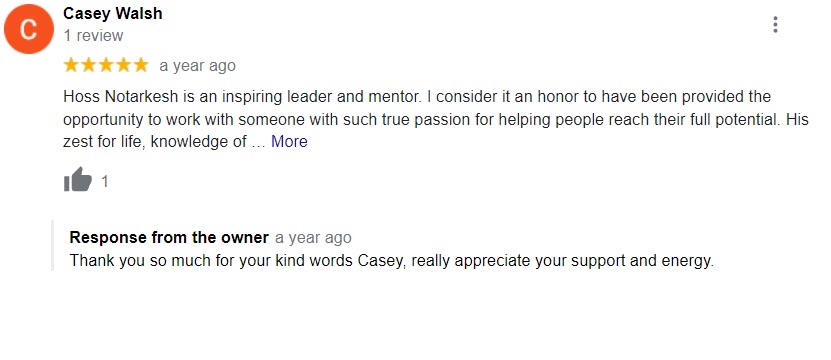 C
Casey Walsh
1 review
a year ago
Hoss Notarkesh is an inspiring leader and mentor. I consider it an honor to have been provided the
opportunity to work with someone with such true passion for helping people reach their full potential. His
zest for life, knowledge of ... More
1
Response from the owner a year ago
Thank you so much for your kind words Casey, really appreciate your support and energy.